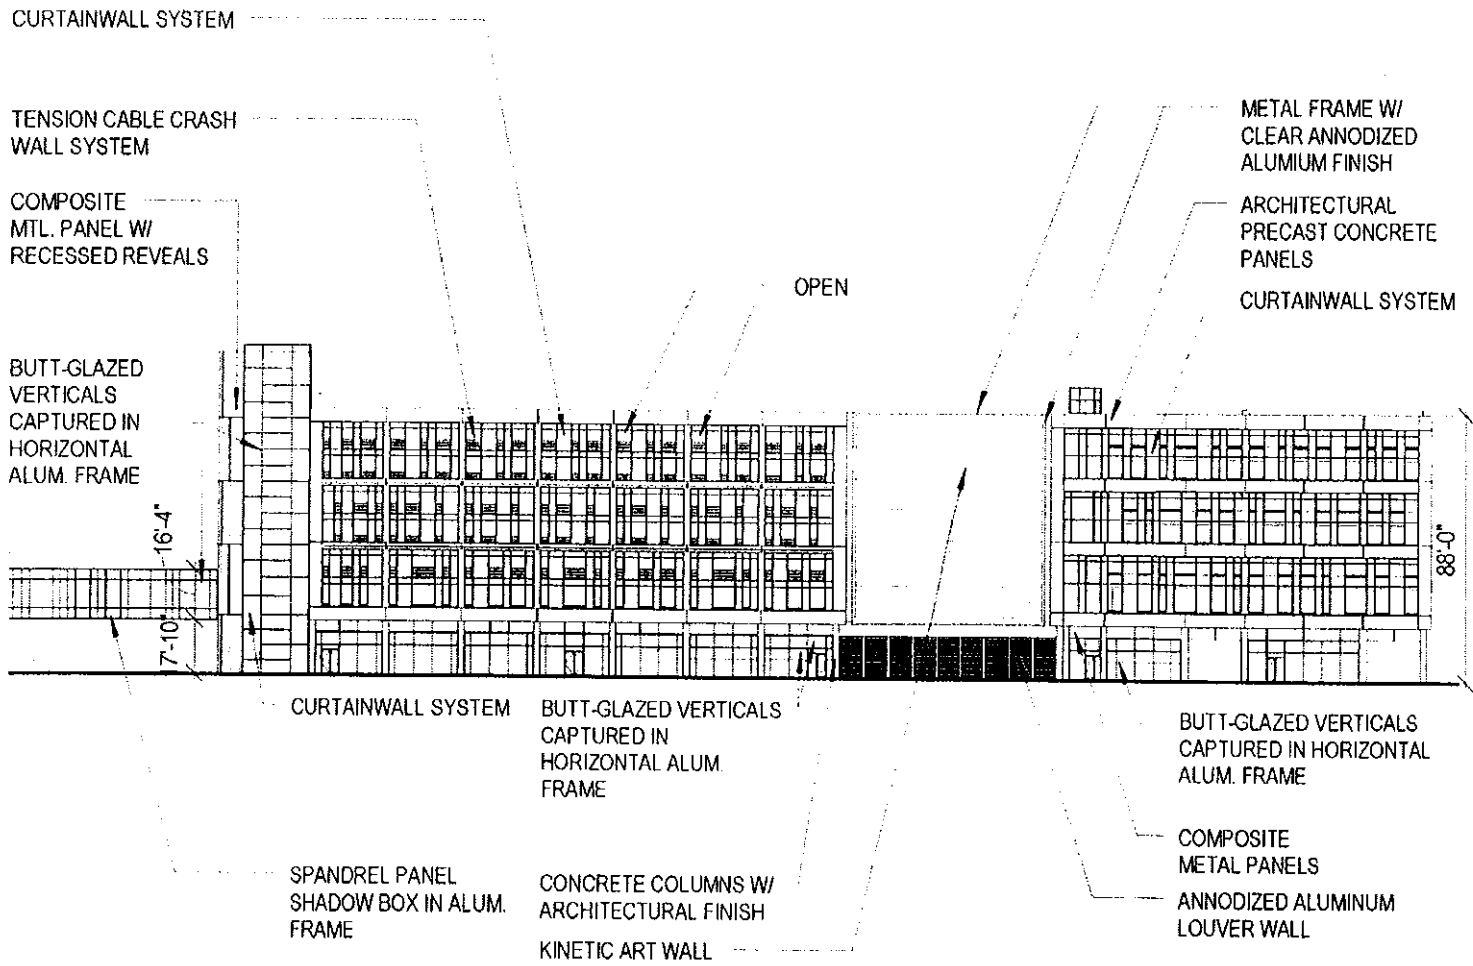 CURTAINWALL SYSTEM
TENSION CABLE CRASH
WALL SYSTEM
COMPOSITE
MTL. PANEL W/
RECESSED REVEALS
BUTT-GLAZED
VERTICALS
CAPTURED IN
HORIZONTAL
ALUM. FRAME
16'-4"
7'-10"
OPEN
METAL FRAME W/
CLEAR ANNODIZED
ALUMIUM FINISH
ARCHITECTURAL
PRECAST CONCRETE
PANELS
CURTAINWALL SYSTEM
88'-0"
CURTAINWALL SYSTEM
SPANDREL PANEL
SHADOW BOX IN ALUM.
FRAME
BUTT-GLAZED VERTICALS
CAPTURED IN
HORIZONTAL ALUM.
FRAME
CONCRETE COLUMNS W/
ARCHITECTURAL FINISH
KINETIC ART WALL
BUTT-GLAZED VERTICALS
CAPTURED IN HORIZONTAL
ALUM. FRAME
COMPOSITE
METAL PANELS
ANNODIZED ALUMINUM
LOUVER WALL